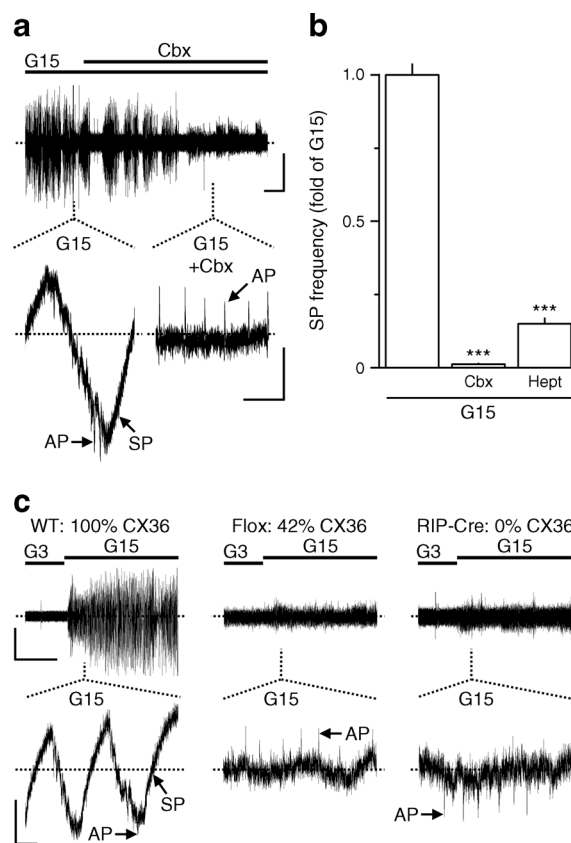 a
Cbx
G15
G15
G15
+Cbx
AP
AP
SP
b
SP frequency (fold of G15)
1.0
0.5
0
***
***
Cbx
Hept
G15
c
WT: 100% CX36
G3
G15
G15
SP
AP
Flox: 42% CX36
G3
G15
G15
AP
RIP-Cre: 0% CX36
G3
G15
G15
AP